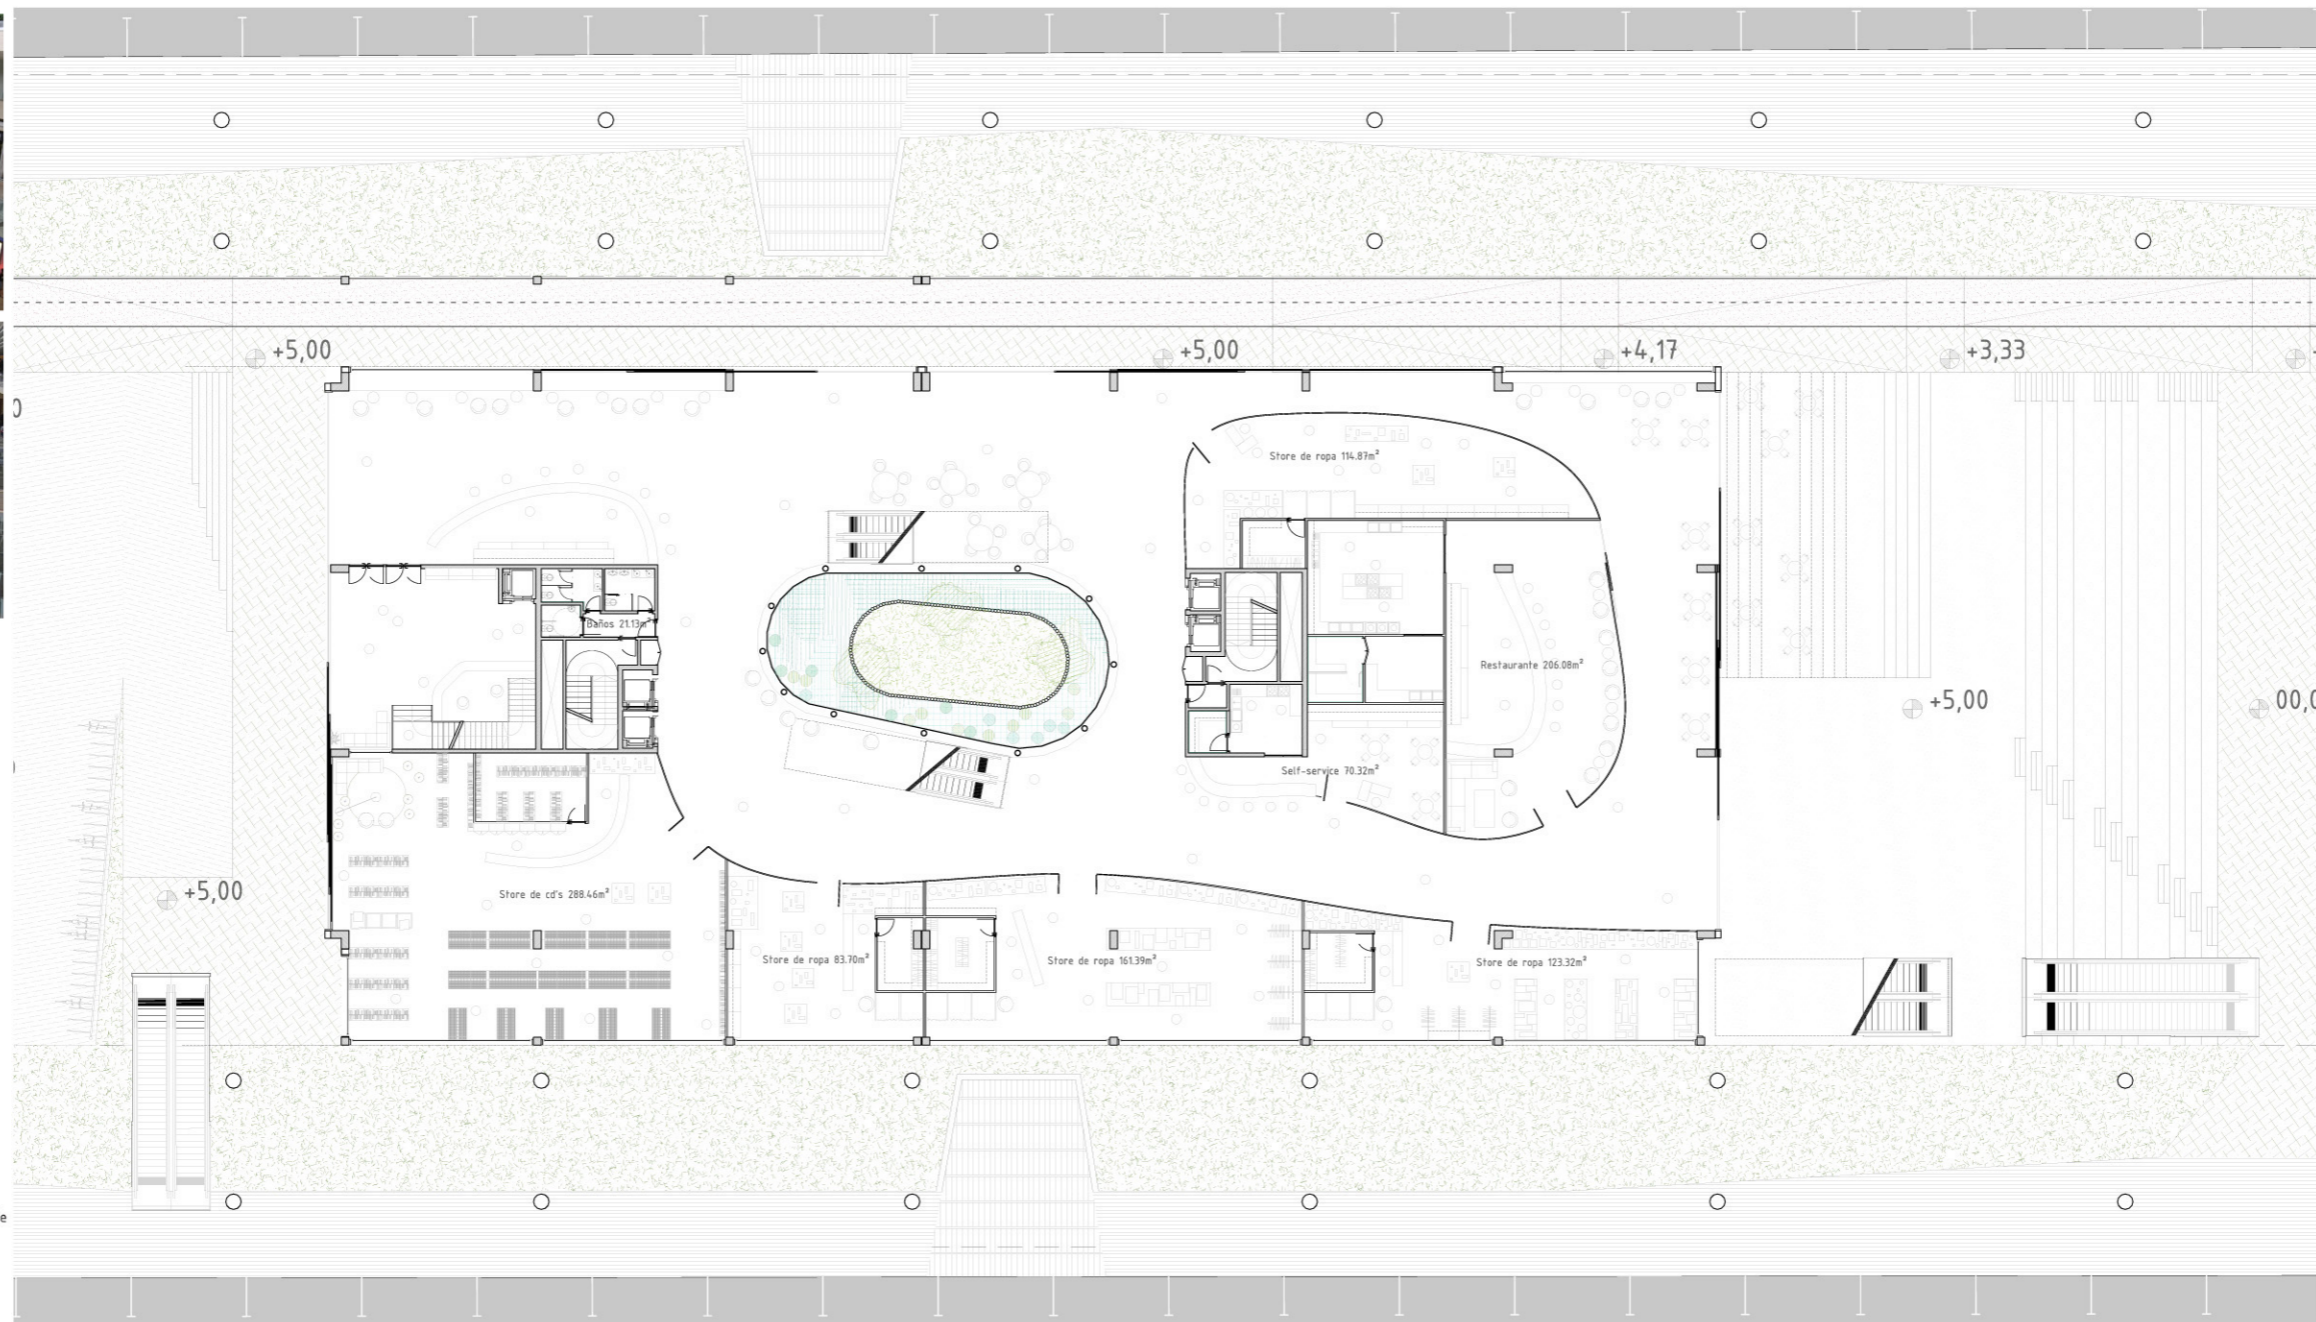 +5,00
+5,00
+4,17
+3,33
Store de ropa 114.87m²
Baños 21.13m²
Restaurante 206.08m²
+5,00
00,0
Self-service 70.32m²
+5,00
Store de cd's 288.46m²
Store de ropa 83.70m²
Store de ropa 161.39m²
Store de ropa 123.32m²